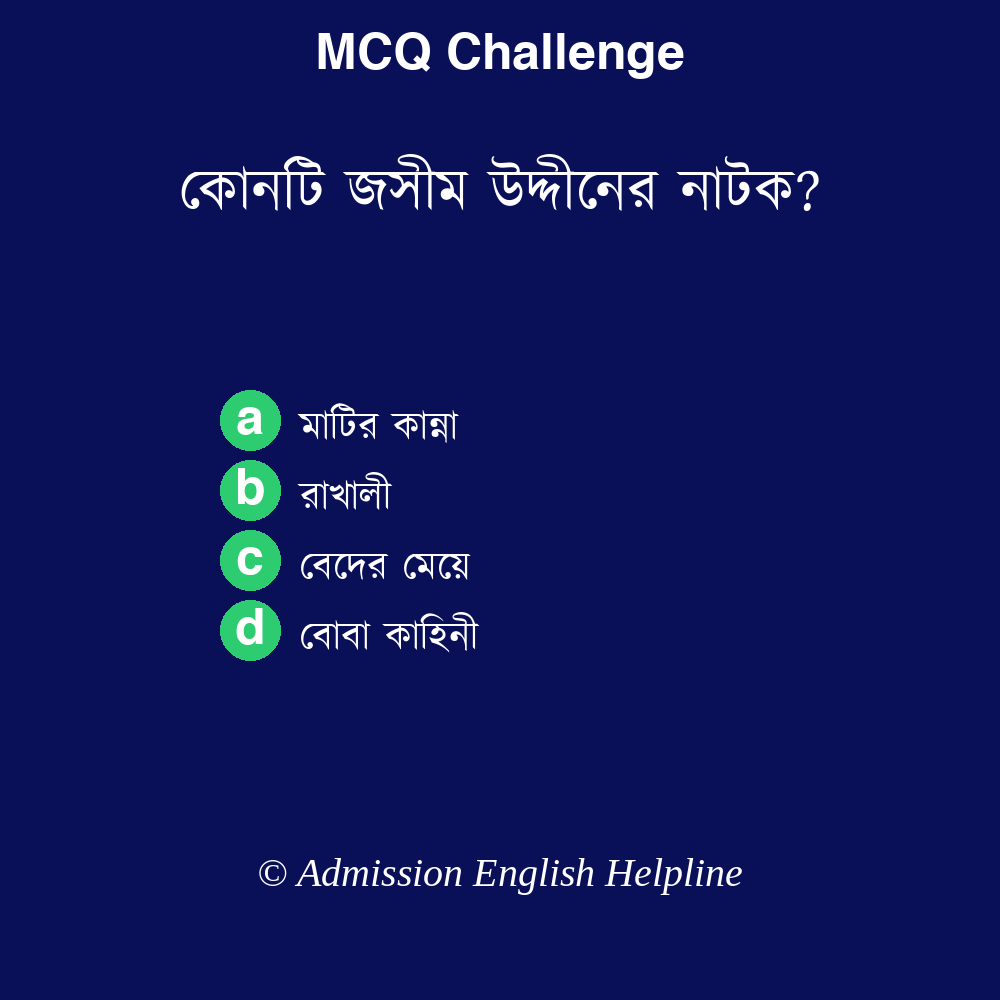 MCQ Challenge
কোনটি জসীম উদ্দীনের নাটক?
a মাটির কান্না
b রাখালী
c বেদের মেয়ে
d বোবা কাহিনী
© Admission English Helpline